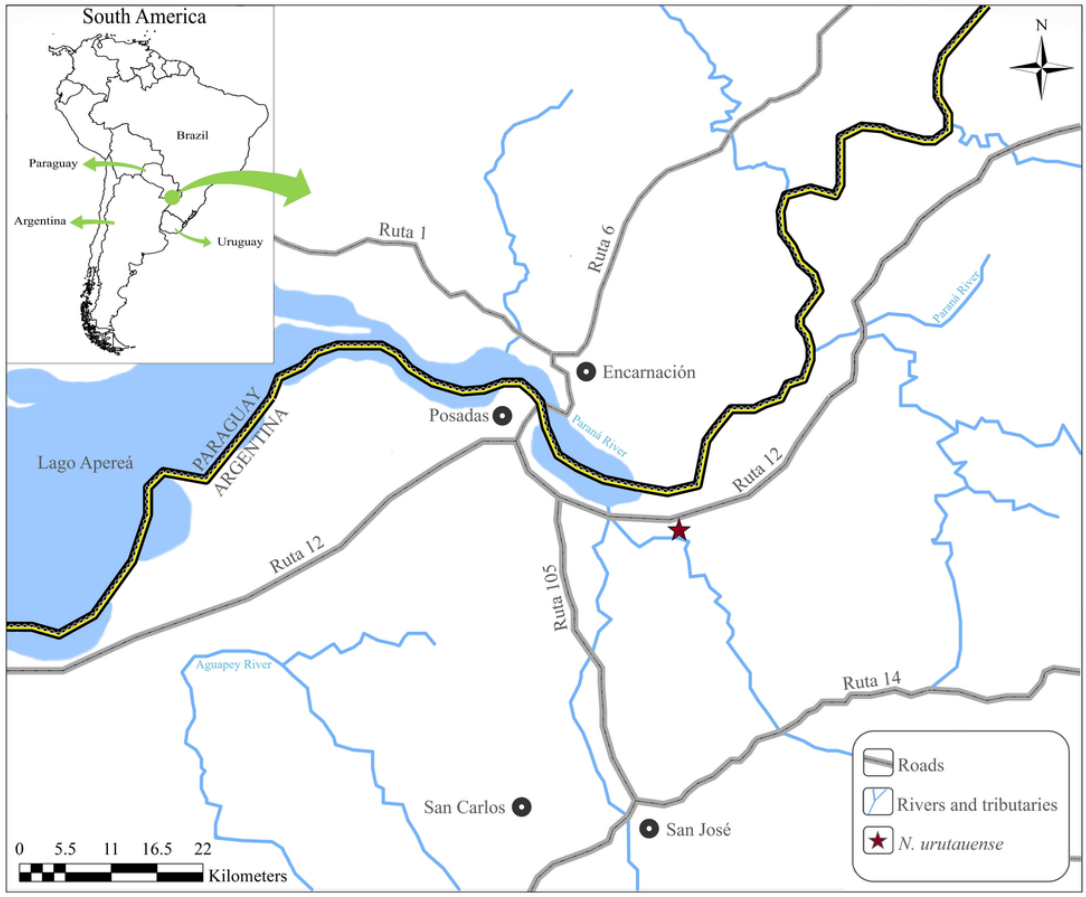 South America
N
Brazil
Paraguay
Argentina
Uruguay
Ruta 1
Ruta 6
Paraná River
Encarnación
Posadas
Paraná River
PARAGUAY
ARGENTINA
Lago Apereá
Ruta 12
Ruta 12
Ruta 105
Aguapey River
Ruta 14
San Carlos
San José
Roads
Rivers and tributaries
N. urutauense
0 5.5 11 16.5 22
Kilometers